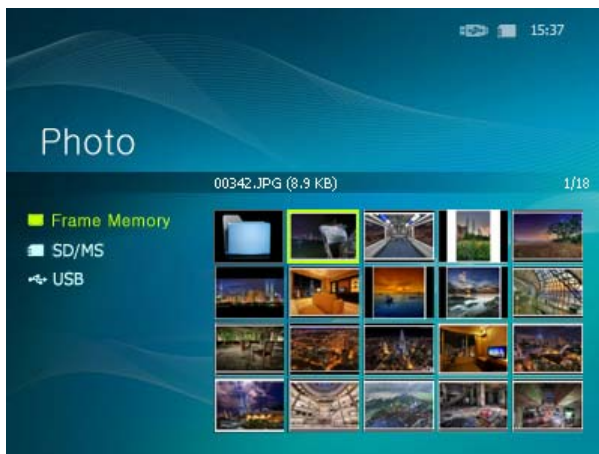 15:37
Photo
00342.JPG (8.9 KB) 1/18
Frame Memory
SD/MS
USB